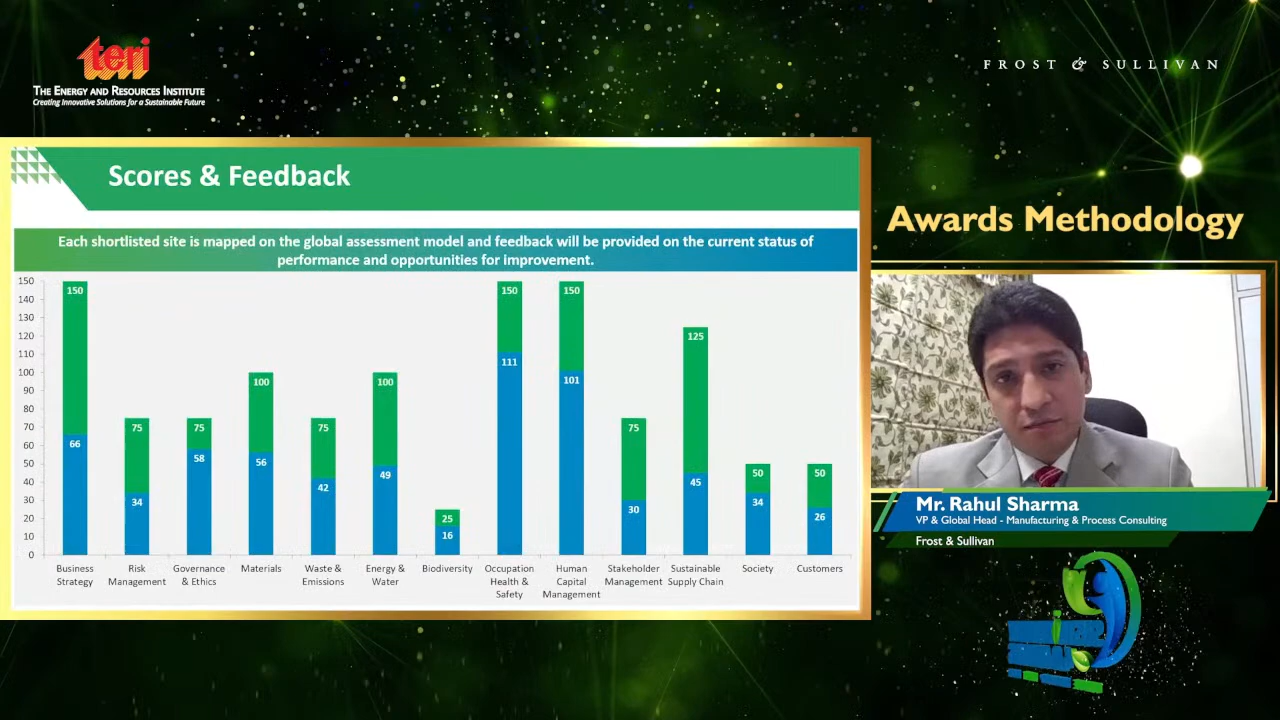 teri
THE ENERGY AND RESOURCES INSTITUTE
Creating Innovative Solutions for a Sustainable Future
FROST & SULLIVAN
Scores & Feedback
Each shortlisted site is mapped on the global assessment model and feedback will be provided on the current status of
performance and opportunities for improvement.
150
140
130
120
110
100
90
80
70
60
50
40
30
20
10
0
150
66
75
34
75
58
100
56
75
42
100
49
25
16
150
111
150
101
75
30
125
45
50
34
50
26
Business
Strategy
Risk
Management
Governance
& Ethics
Materials
Waste &
Emissions
Energy &
Water
Biodiversity
Occupation
Health &
Safety
Human
Capital
Management
Stakeholder
Management
Sustainable
Supply Chain
Society
Customers
Awards Methodology
Mr. Rahul Sharma
VP & Global Head - Manufacturing & Process Consulting
Frost & Sullivan